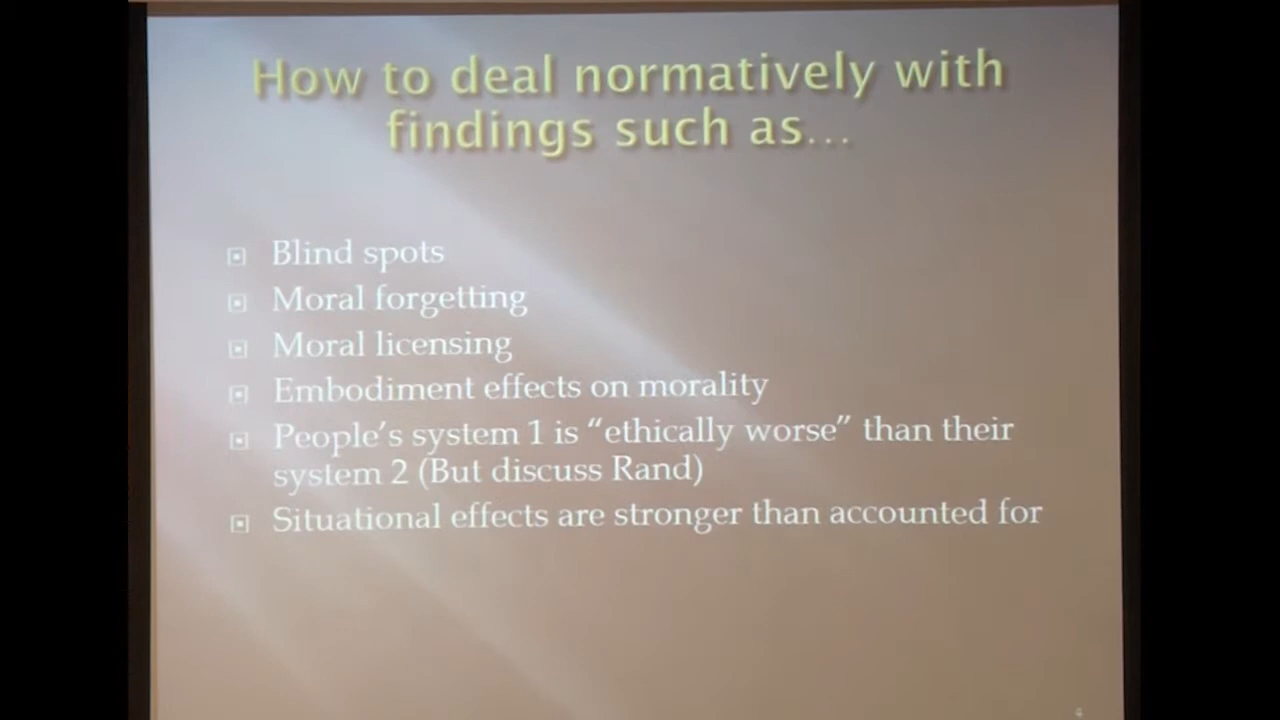 How to deal normatively with
findings such as...
Blind spots
Moral forgetting
Moral licensing
Embodiment effects on morality
People's system 1 is “ethically worse” than their
system 2 (But discuss Rand)
Situational effects are stronger than accounted for